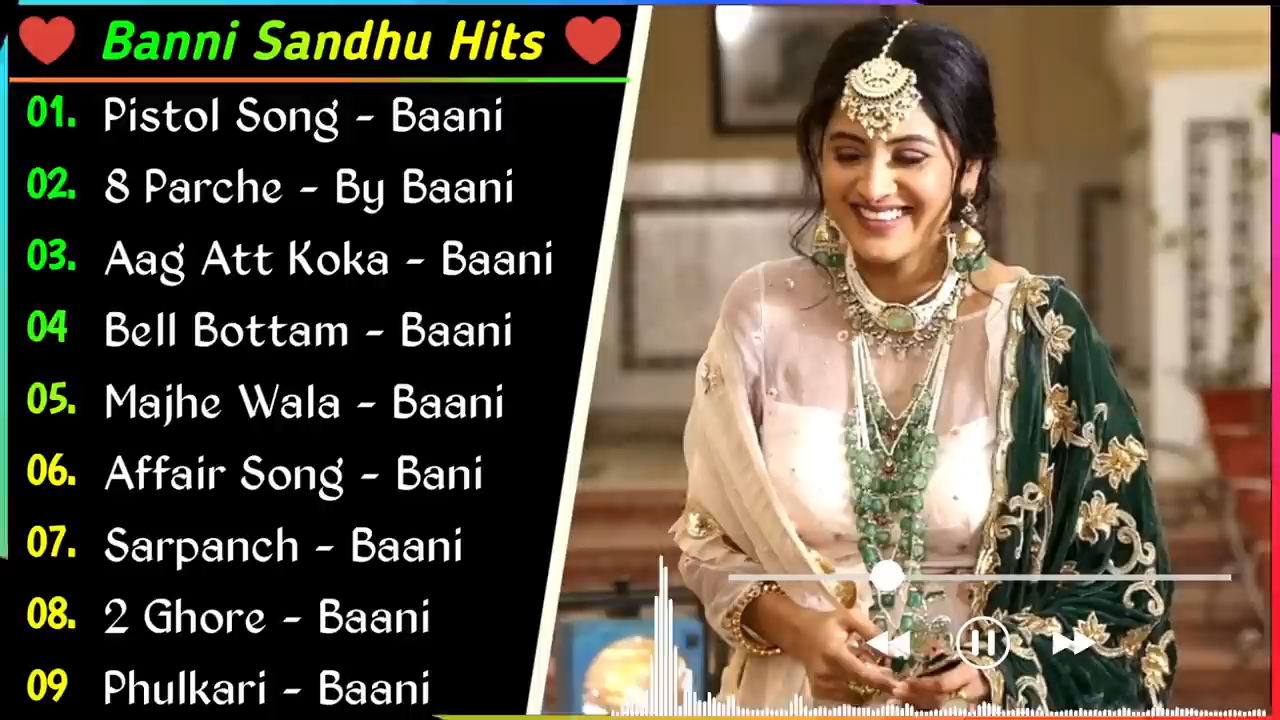 Banni Sandhu Hits
01. Pistol Song - Baani
02. 8 Parche - By Baani
03. Aag Att Koka - Baani
04 Bell Bottam - Baani
05. Majhe Wala - Baani
06. Affair Song - Bani
07. Sarpanch - Baani
08. 2 Ghore - Baani
09 Phulkari - Baani